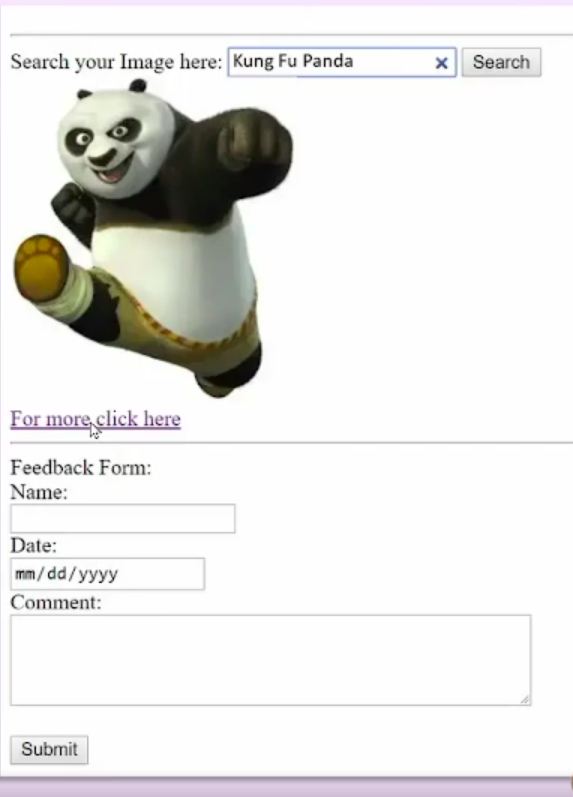 Search your Image here: Kung Fu Panda Search
For more click here
Feedback Form:
Name:
Date:
mm/dd/yyyy
Comment:
Submit